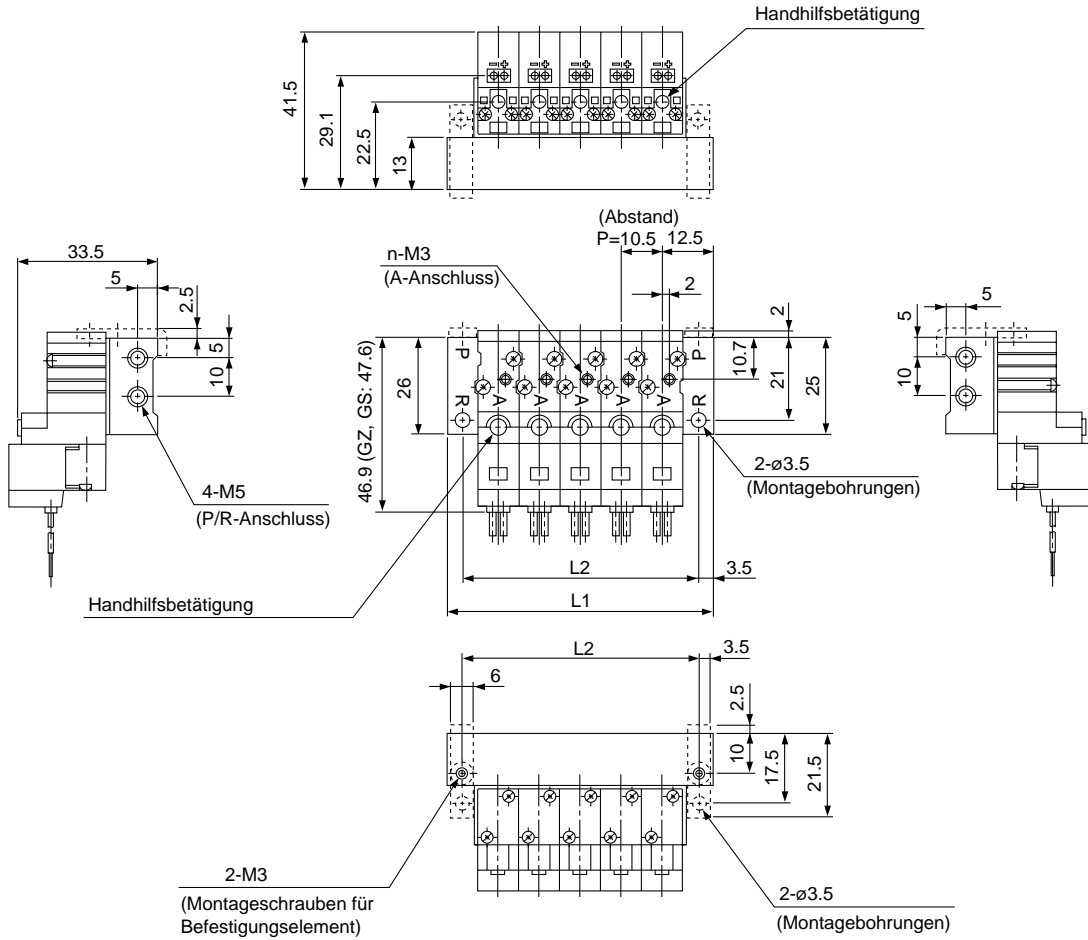 Handhilfsbetätigung
41.5
29.1
22.5
13
(Abstand)
P=10.5
12.5
n-M3
(A-Anschluss)
2
33.5
5
2.5
5
10
4-M5
(P/R-Anschluss)
46.9 (GZ, GS: 47.6)
26
P
R
A A A A A
P
R
2
10.7
21
25
2-ø3.5
(Montagebohrungen)
5
5
10
L2
3.5
L1
Handhilfsbetätigung
L2
3.5
6
2.5
10
17.5
21.5
2-M3
(Montageschrauben für
Befestigungselement)
2-ø3.5
(Montagebohrungen)